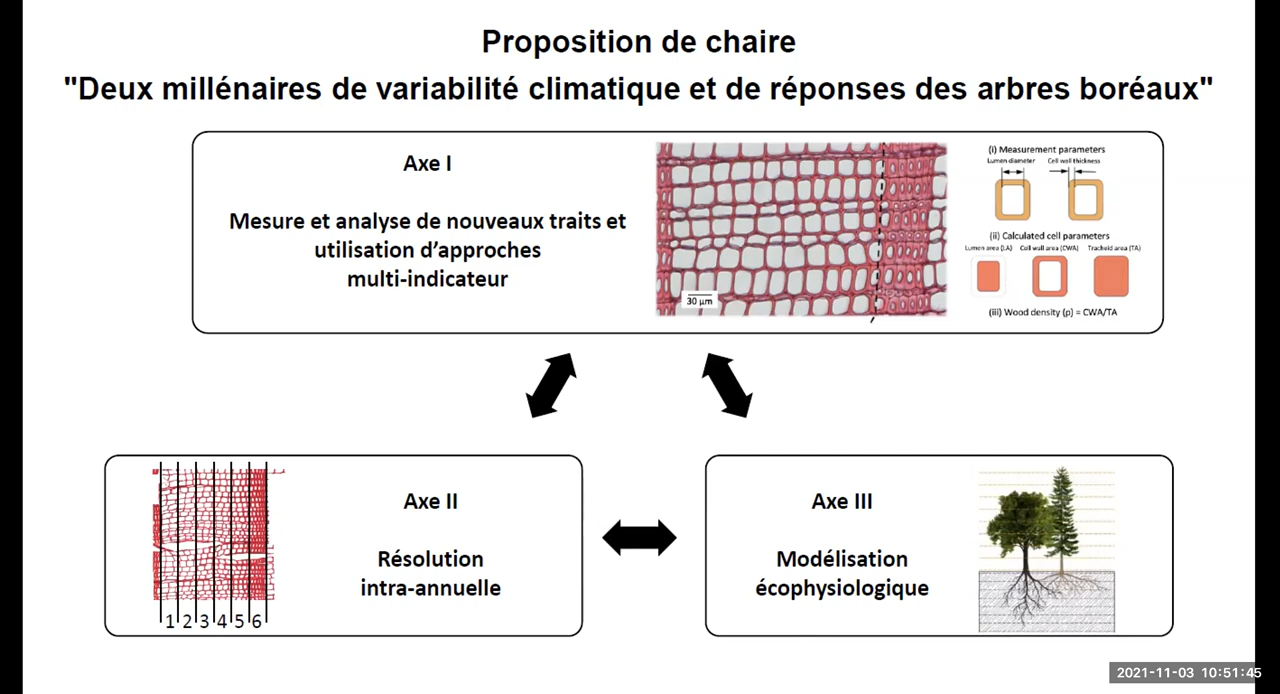 Proposition de chaire
"Deux millénaires de variabilité climatique et de réponses des arbres boréaux"
Axe I
Mesure et analyse de nouveaux traits et
utilisation d’approches
multi-indicateur
30 µm
(i) Measurement parameters
Lumen diameter Cell wall thickness
(ii) Calculated cell parameters
Lumen area (LA) Cell wall area (CWA) Tracheid area (TA)
(iii) Wood density (ρ) = CWA/TA
Axe II
Résolution
intra-annuelle
1 2 3 4 5 6
Axe III
Modélisation
écophysiologique
2021-11-03 10:51:45